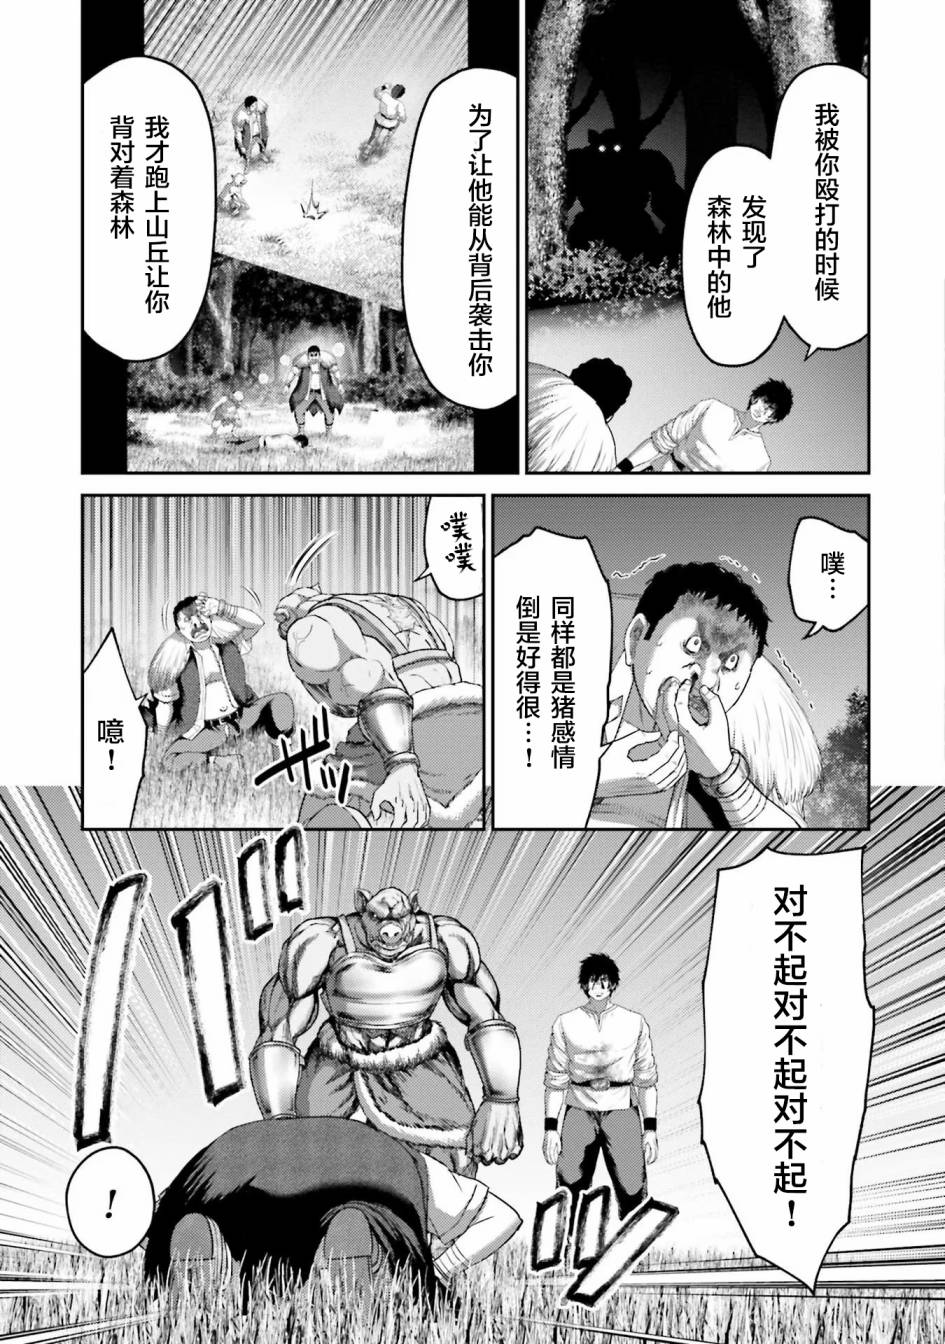 我被你殴打的时候
发现了
森林中的他
为了让他能从背后袭击你
我才跑上山丘让你
背对着森林
噗…
同样都是猪感情
倒是好得很…！
噗噗
噫！
ザッ
对不起对不起对不起！
！